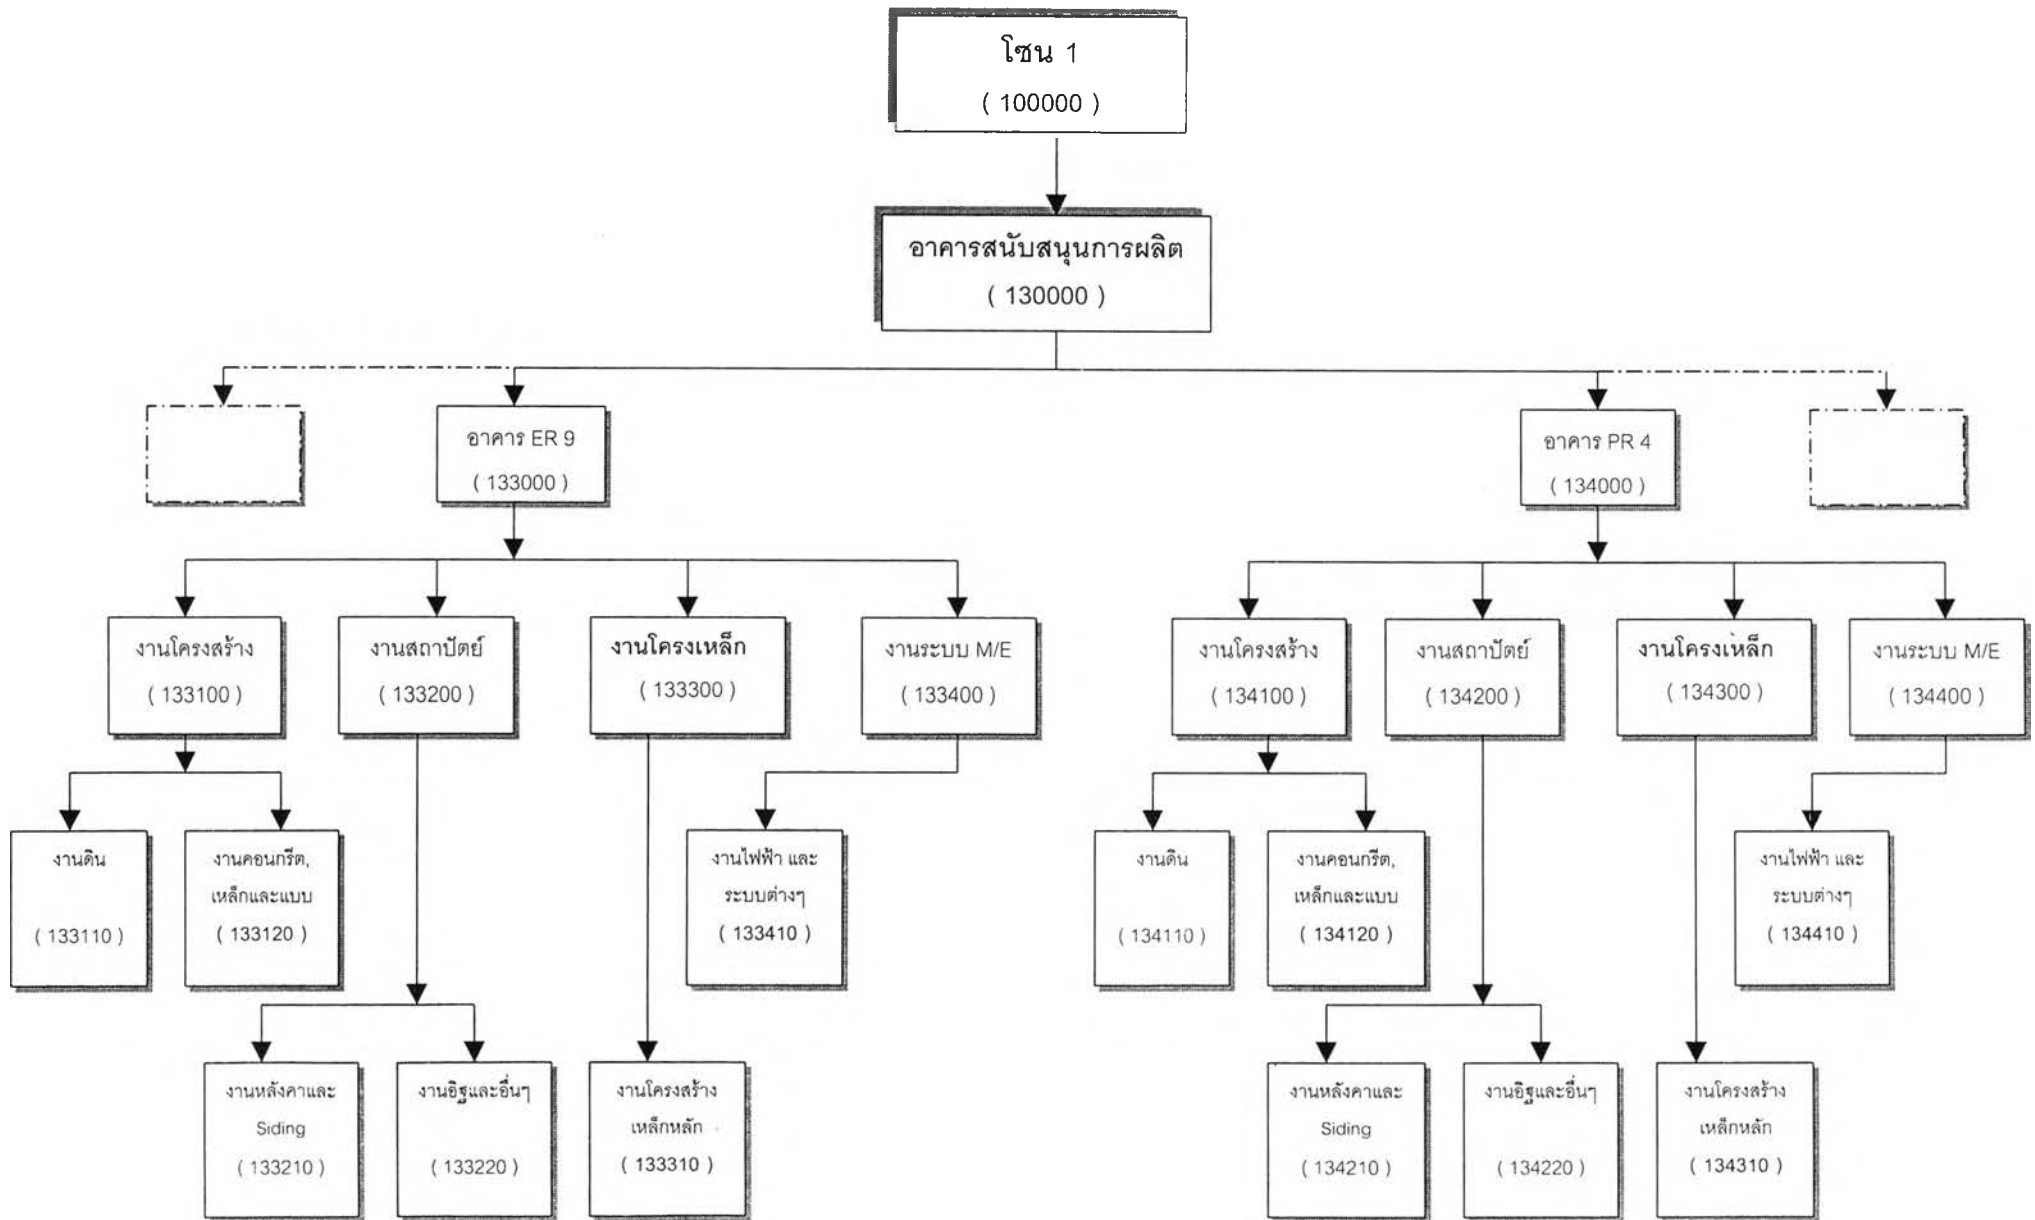 โซน 1
( 100000 )
อาคารสนับสนุนการผลิต
( 130000 )
อาคาร ER 9
( 133000 )
อาคาร PR 4
( 134000 )
งานโครงสร้าง
( 133100 )
งานสถาปัตย์
( 133200 )
งานโครงเหล็ก
( 133300 )
งานระบบ M/E
( 133400 )
งานโครงสร้าง
( 134100 )
งานสถาปัตย์
( 134200 )
งานโครงเหล็ก
( 134300 )
งานระบบ M/E
( 134400 )
งานดิน
( 133110 )
งานคอนกรีต,
เหล็กและแบบ
( 133120 )
งานไฟฟ้า และ
ระบบต่างๆ
( 133410 )
งานดิน
( 134110 )
งานคอนกรีต,
เหล็กและแบบ
( 134120 )
งานไฟฟ้า และ
ระบบต่างๆ
( 134410 )
งานหลังคาและ
Siding
( 133210 )
งานอิฐและอื่นๆ
( 133220 )
งานโครงสร้าง
เหล็กหลัก
( 133310 )
งานหลังคาและ
Siding
( 134210 )
งานอิฐและอื่นๆ
( 134220 )
งานโครงสร้าง
เหล็กหลัก
( 134310 )